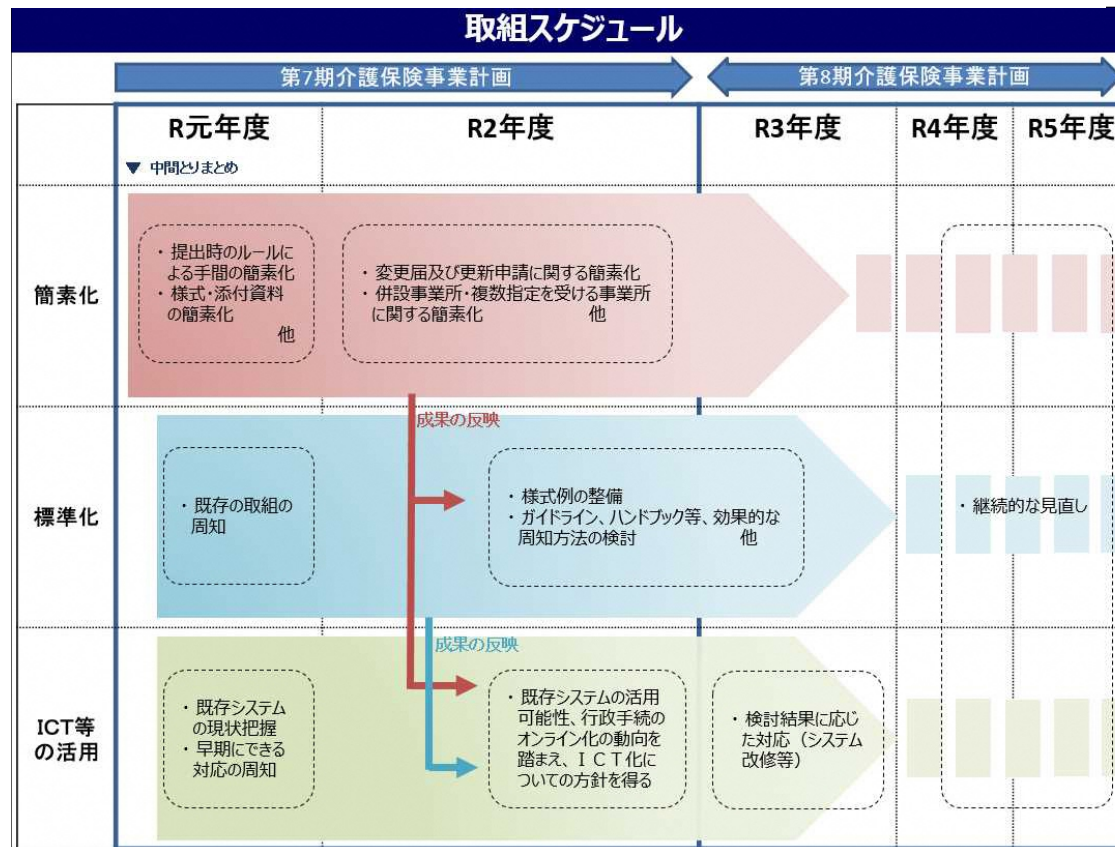 取組スケジュール
第7期介護保険事業計画
第8期介護保険事業計画
R元年度
R2年度
R3年度
R4年度
R5年度
▼ 中間とりまとめ
簡素化
・提出時のルールに
よる手間の簡素化
・様式・添付資料
の簡素化
他
・変更届及び更新申請に関する簡素化
・併設事業所・複数指定を受ける事業所
に関する簡素化 他
成果の反映
標準化
・既存の取組の
周知
・様式例の整備
・ガイドライン、ハンドブック等、効果的な
周知方法の検討 他
・継続的な見直し
成果の反映
ICT等
の活用
・既存システム
の現状把握
・早期にできる
対応の周知
・既存システムの活用
可能性、行政手続の
オンライン化の動向を
踏まえ、ＩＣＴ化に
ついての方針を得る
・検討結果に応じ
た対応（システム
改修等）